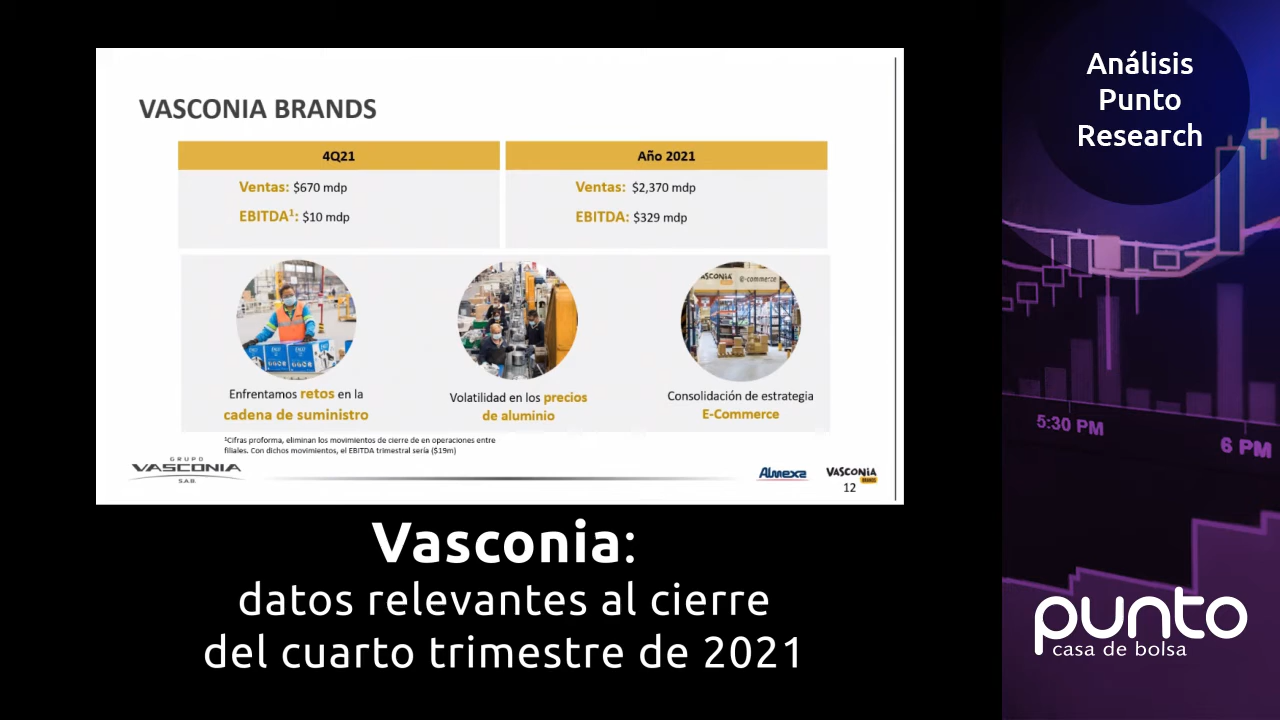 VASCONIA BRANDS
4Q21
Ventas: $670 mdp
EBITDA¹: $10 mdp
Año 2021
Ventas: $2,370 mdp
EBITDA: $329 mdp
VASCONIA e-commerce
Enfrentamos retos en la
cadena de suministro
Volatilidad en los precios
de aluminio
Consolidación de estrategia
E-Commerce
¹Cifras proforma, eliminan los movimientos de cierre de en operaciones entre
filiales. Con dichos movimientos, el EBITDA trimestral sería ($19m)
GRUPO
VASCONIA
S.A.B.
Almexa
VASCONIA
BRANDS
12
Vasconia:
datos relevantes al cierre
del cuarto trimestre de 2021
Análisis
Punto
Research
5:30 PM
6 PM
punto
casa de bolsa